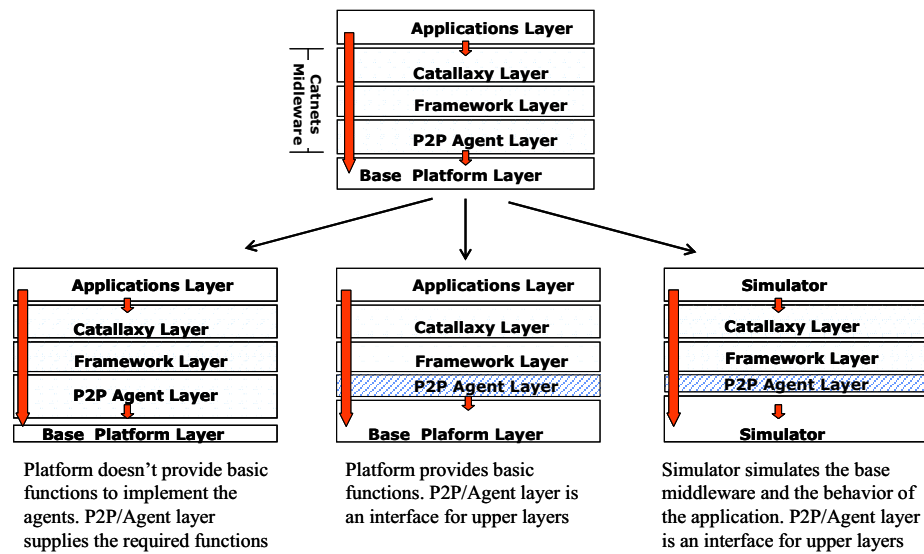 Applications Layer
Catallaxy Layer
Framework Layer
P2P Agent Layer
Base Platform Layer
Catnets
Midleware
Applications Layer
Catallaxy Layer
Framework Layer
P2P Agent Layer
Base Platform Layer
Platform doesn't provide basic
functions to implement the
agents. P2P/Agent layer
supplies the required functions
Applications Layer
Catallaxy Layer
Framework Layer
P2P Agent Layer
Base Plaform Layer
Platform provides basic
functions. P2P/Agent layer is
an interface for upper layers
Simulator
Catallaxy Layer
Framework Layer
P2P Agent Layer
Simulator
Simulator simulates the base
middleware and the behavior of
the application. P2P/Agent layer
is an interface for upper layers